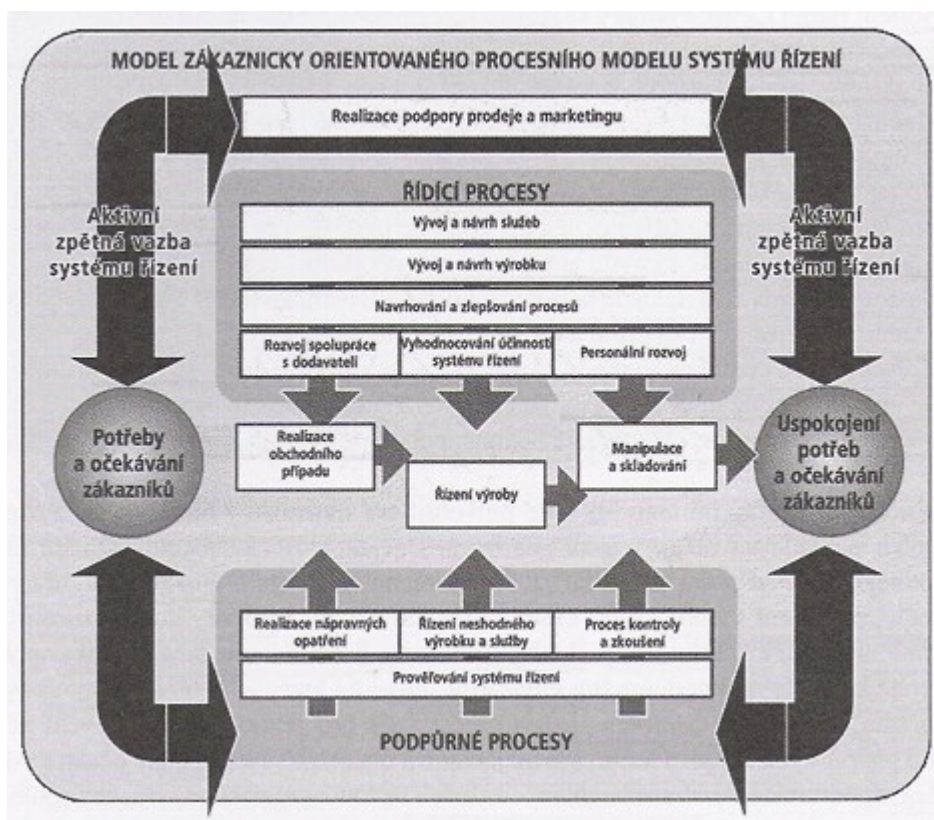 MODEL ZÁKAZNICKY ORIENTOVANÉHO PROCESNÍHO MODELU SYSTÉMU ŘÍZENÍ
Realizace podpory prodeje a marketingu
ŘÍDÍCÍ PROCESY
Vývoj a návrh služeb
Vývoj a návrh výrobku
Navrhování a zlepšování procesů
Rozvoj spolupráce
s dodavateli
Vyhodnocování účinnosti
systému řízení
Personální rozvoj
Aktivní
zpětná vazba
systému řízení
Aktivní
zpětná vazba
systému řízení
Potřeby
a očekávání
zákazníků
Realizace
obchodního
případu
Řízení výroby
Manipulace
a skladování
Uspokojení
potřeb
a očekávání
zákazníků
Realizace nápravných
opatření
Řízení neshodného
výrobku a služby
Proces kontroly
a zkoušení
Prověřování systému řízení
PODPŮRNÉ PROCESY